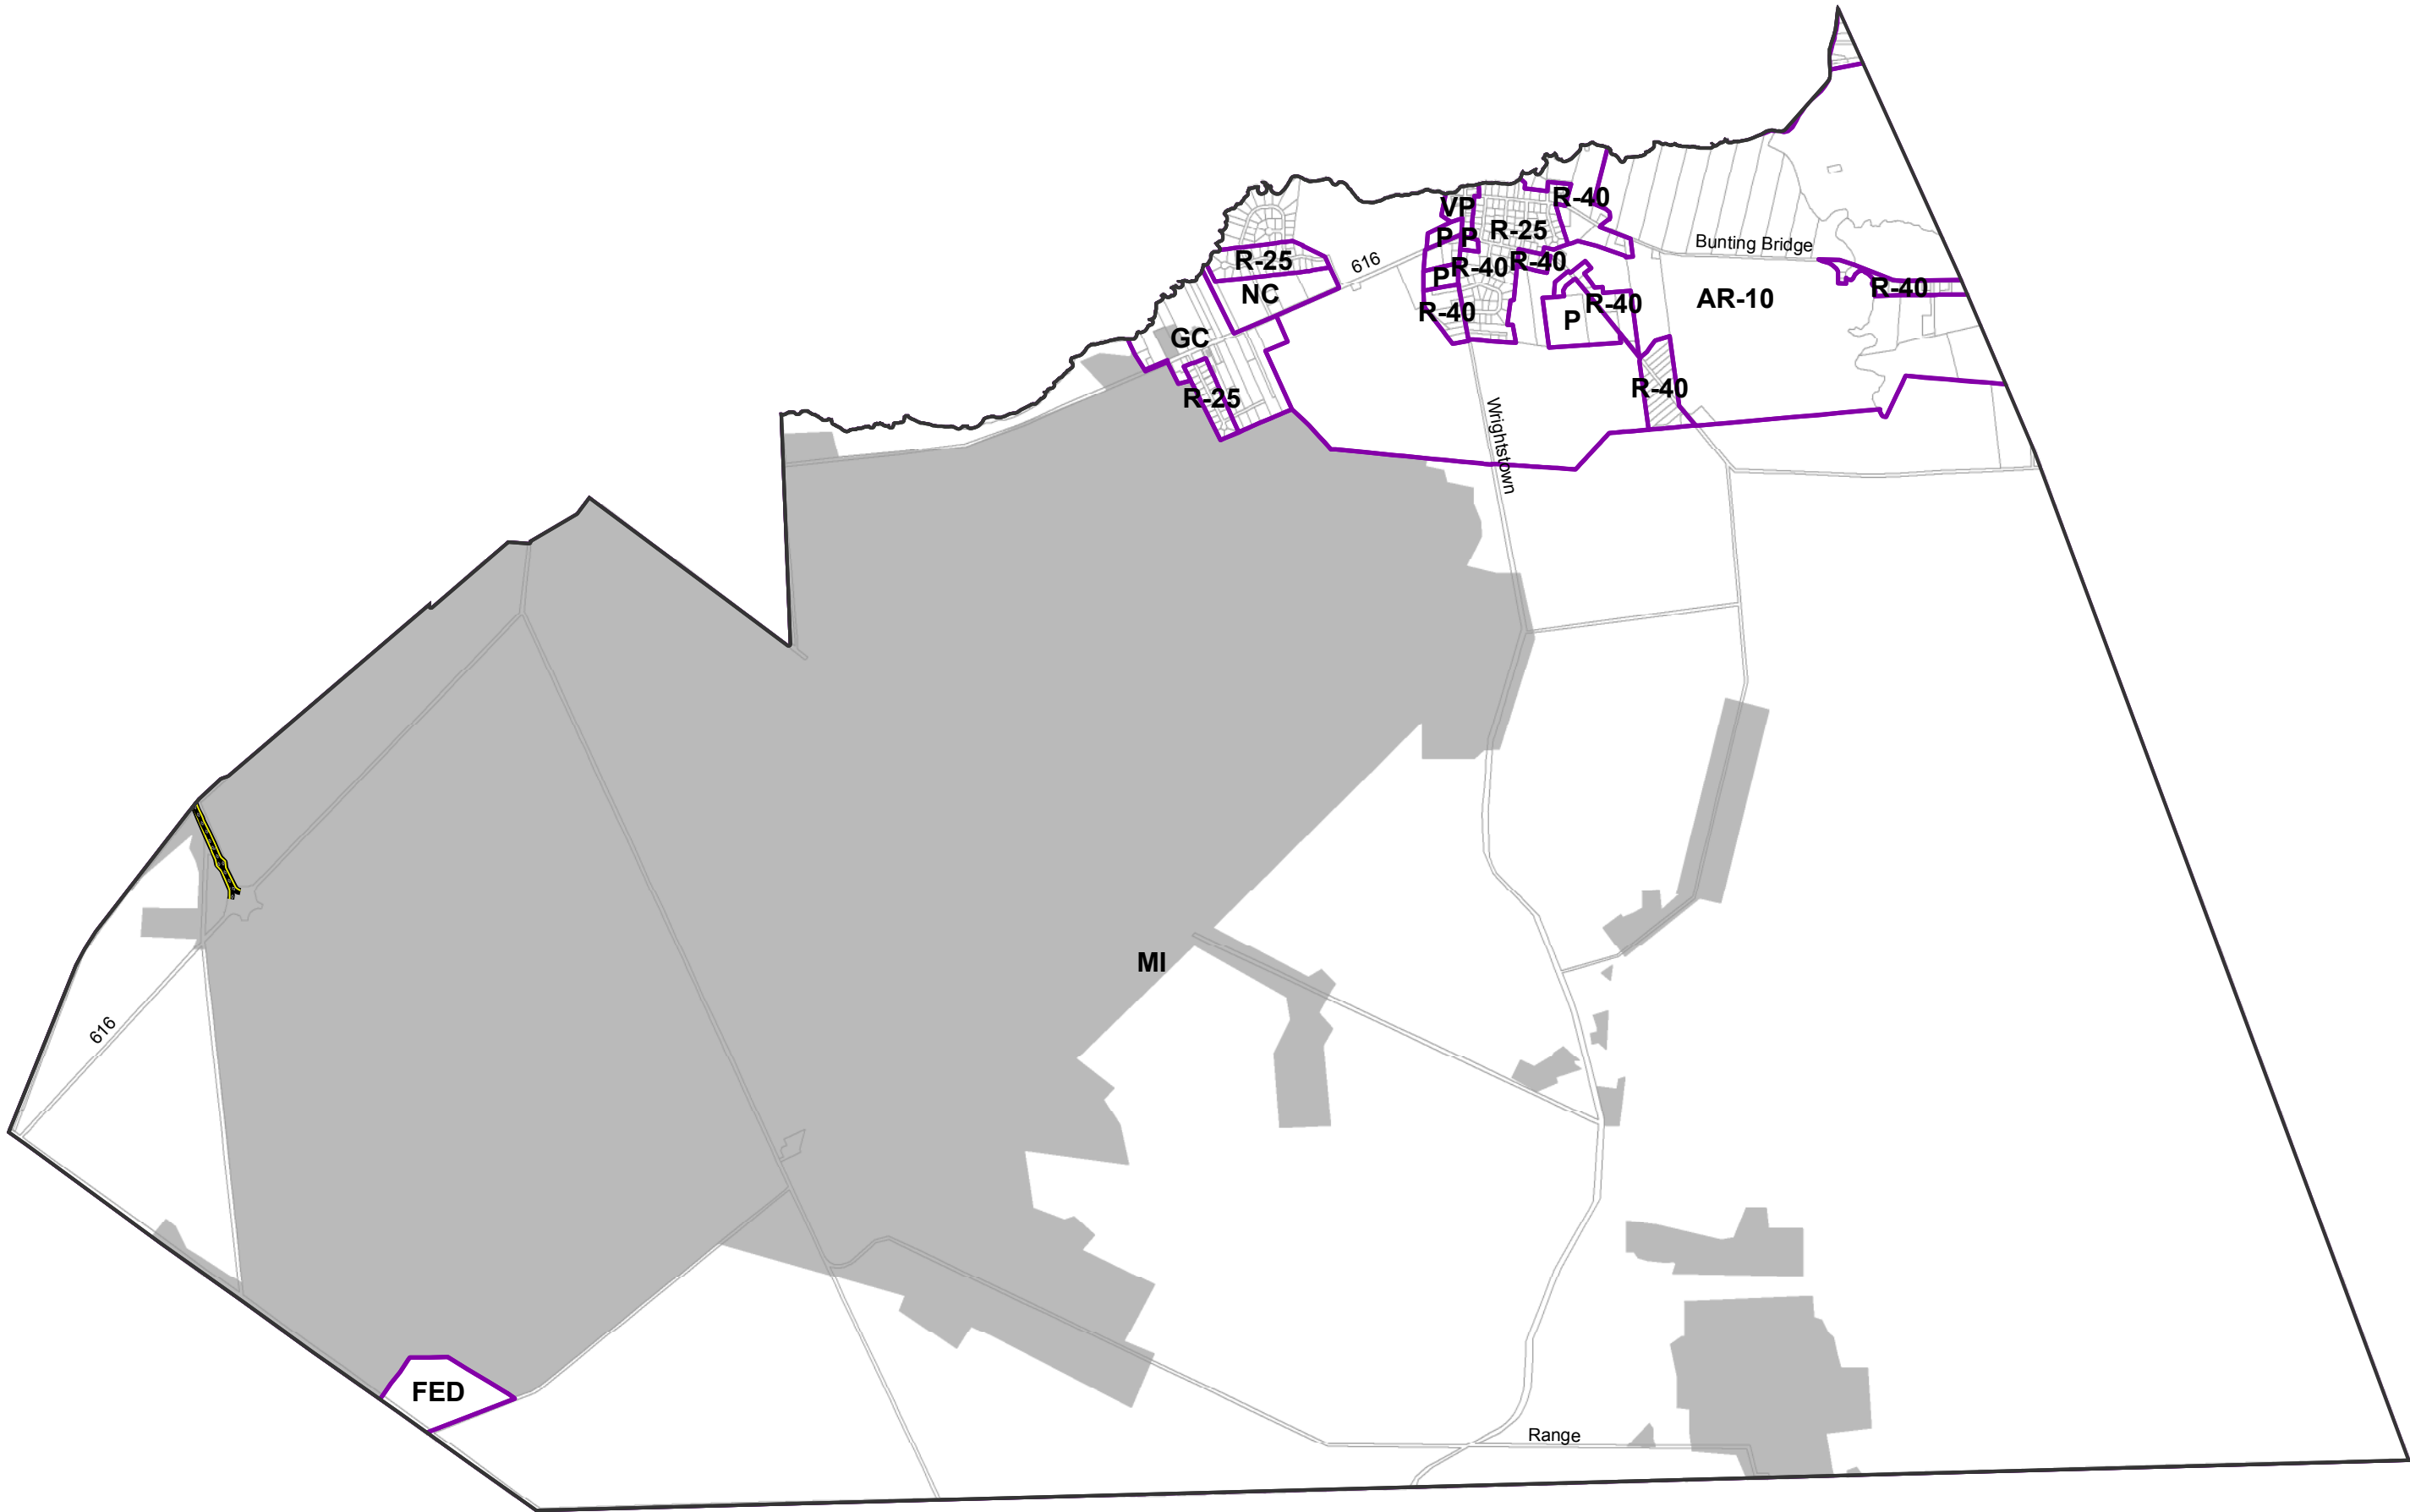 R-40
VP
R-25
P P
Bunting Bridge
R-25
616
R-40
R-40
P
R-40
NC
R-40
AR-10
R-40
R-40
P
GC
R-40
R-25
Wrightstown
MI
616
FED
Range